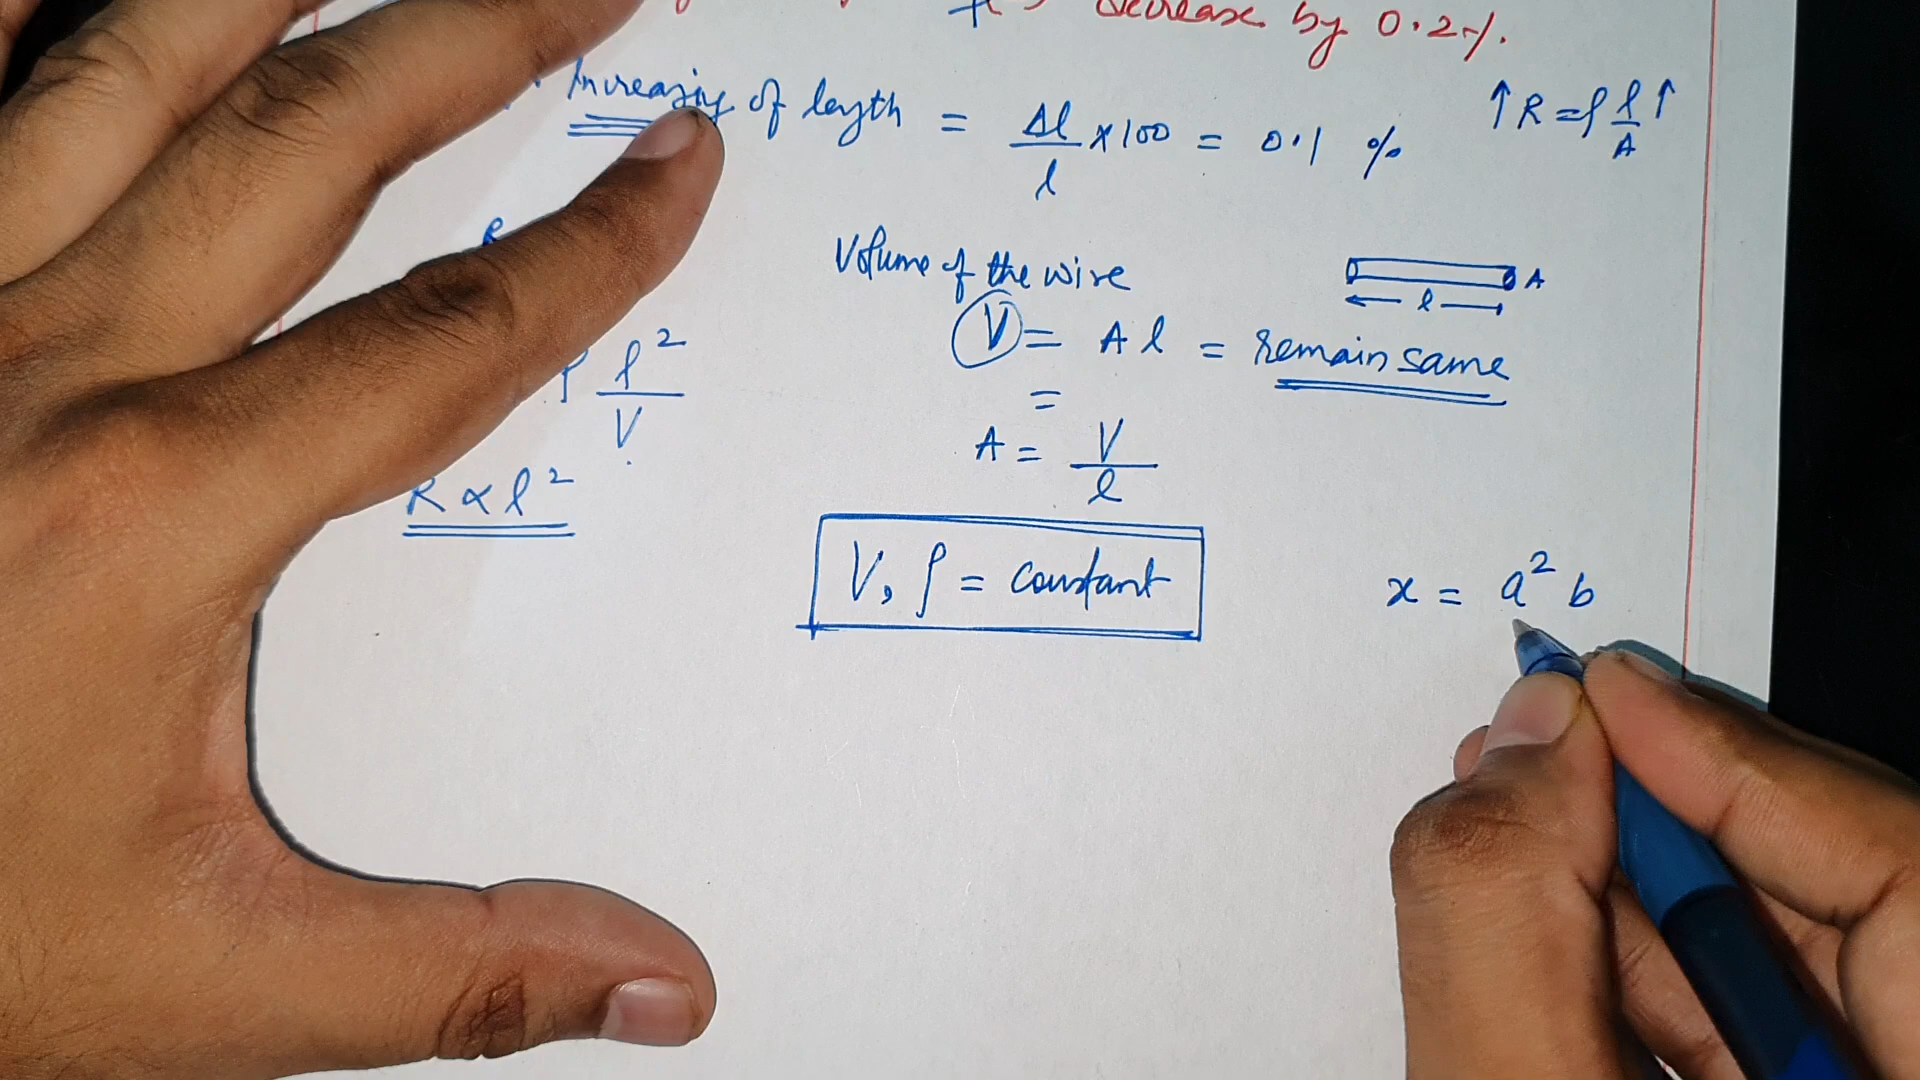 decrease by 0.2%.
Increasing of length = Δl/l × 100 = 0.1 %
↑ R = ρ l/A ↑
R
Volume of the wire
A
l
V = A l = remain same
=
ρ l²/V
A = V/l
R ∝ l²
V, ρ = constant
x = a² b